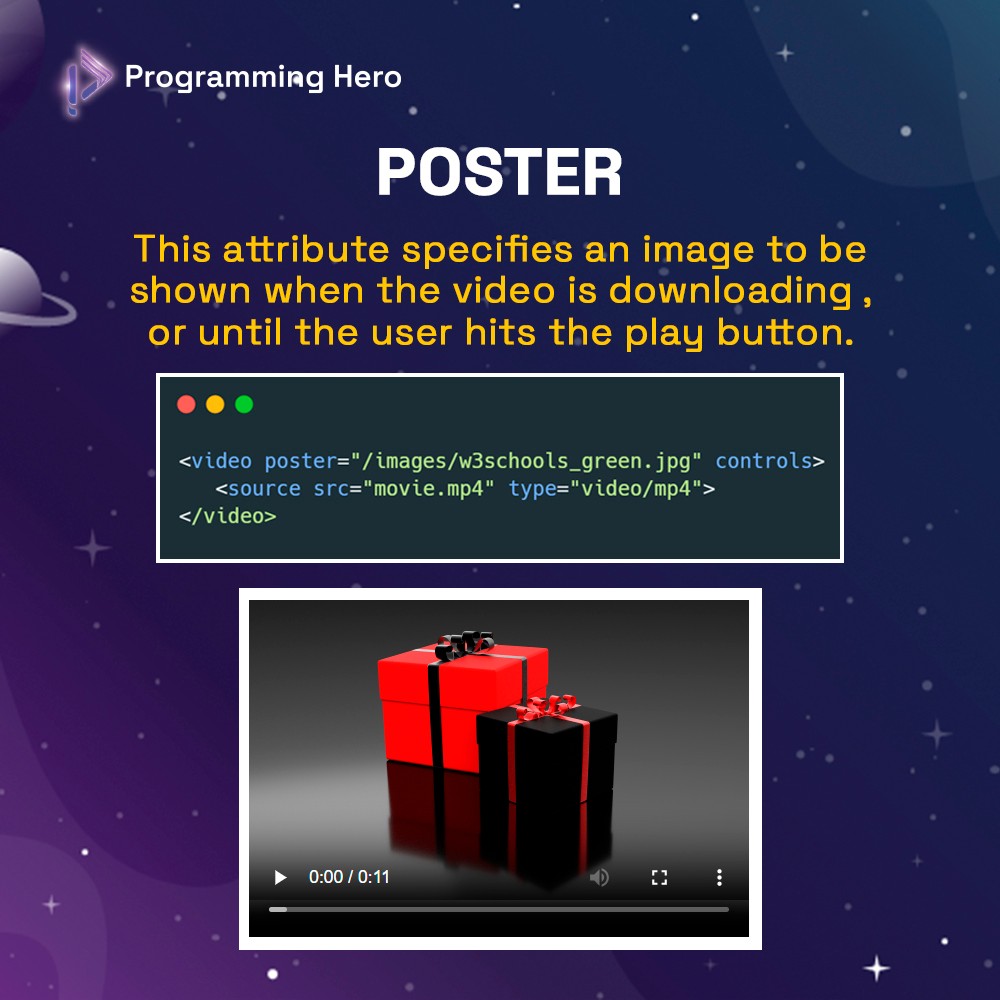 Programming Hero
POSTER
This attribute specifies an image to be
shown when the video is downloading ,
or until the user hits the play button.
<video poster="/images/w3schools_green.jpg" controls>
<source src="movie.mp4" type="video/mp4">
</video>
0:00 / 0:11